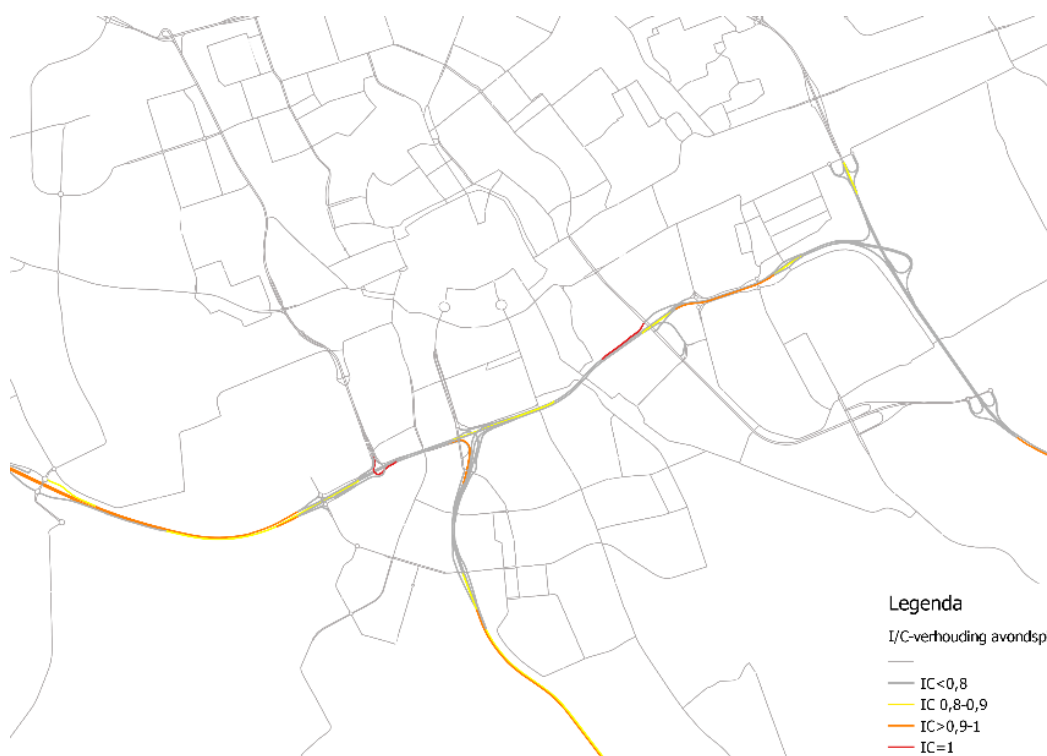 Legenda
I/C-verhouding avondsp
IC<0,8
IC 0,8-0,9
IC>0,9-1
IC=1